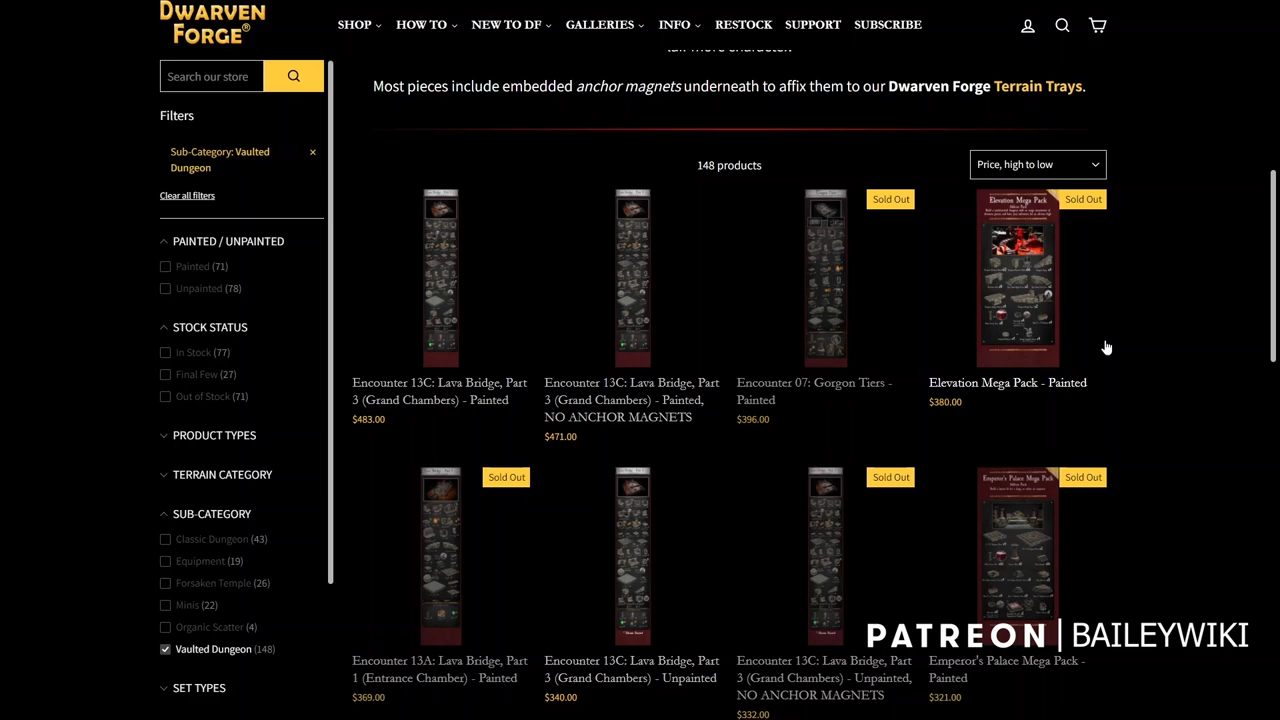 DWARVEN
FORGE®
SHOP
HOW TO
NEW TO DF
GALLERIES
INFO
RESTOCK
SUPPORT
SUBSCRIBE
Search our store
Most pieces include embedded anchor magnets underneath to affix them to our Dwarven Forge Terrain Trays.
Filters
Sub-Category: Vaulted
Dungeon
×
Clear all filters
148 products
Price, high to low
PAINTED / UNPAINTED
Painted (71)
Unpainted (78)
STOCK STATUS
In Stock (77)
Final Few (27)
Out of Stock (71)
PRODUCT TYPES
TERRAIN CATEGORY
SUB-CATEGORY
Classic Dungeon (43)
Equipment (19)
Forsaken Temple (26)
Minis (22)
Organic Scatter (4)
Vaulted Dungeon (148)
SET TYPES
Encounter 13C: Lava Bridge, Part
3 (Grand Chambers) - Painted
$483.00
Encounter 13C: Lava Bridge, Part
3 (Grand Chambers) - Painted,
NO ANCHOR MAGNETS
$471.00
Sold Out
Encounter 07: Gorgon Tiers -
Painted
$396.00
Sold Out
Elevation Mega Pack
Elevation Mega Pack - Painted
$380.00
Sold Out
Encounter 13A: Lava Bridge, Part
1 (Entrance Chamber) - Painted
$369.00
Encounter 13C: Lava Bridge, Part
3 (Grand Chambers) - Unpainted
$340.00
Sold Out
Encounter 13C: Lava Bridge, Part
3 (Grand Chambers) - Unpainted,
NO ANCHOR MAGNETS
$332.00
Sold Out
Emperor's Palace Mega Pack
Emperor's Palace Mega Pack -
Painted
$321.00
PATREON | BAILEYWIKI